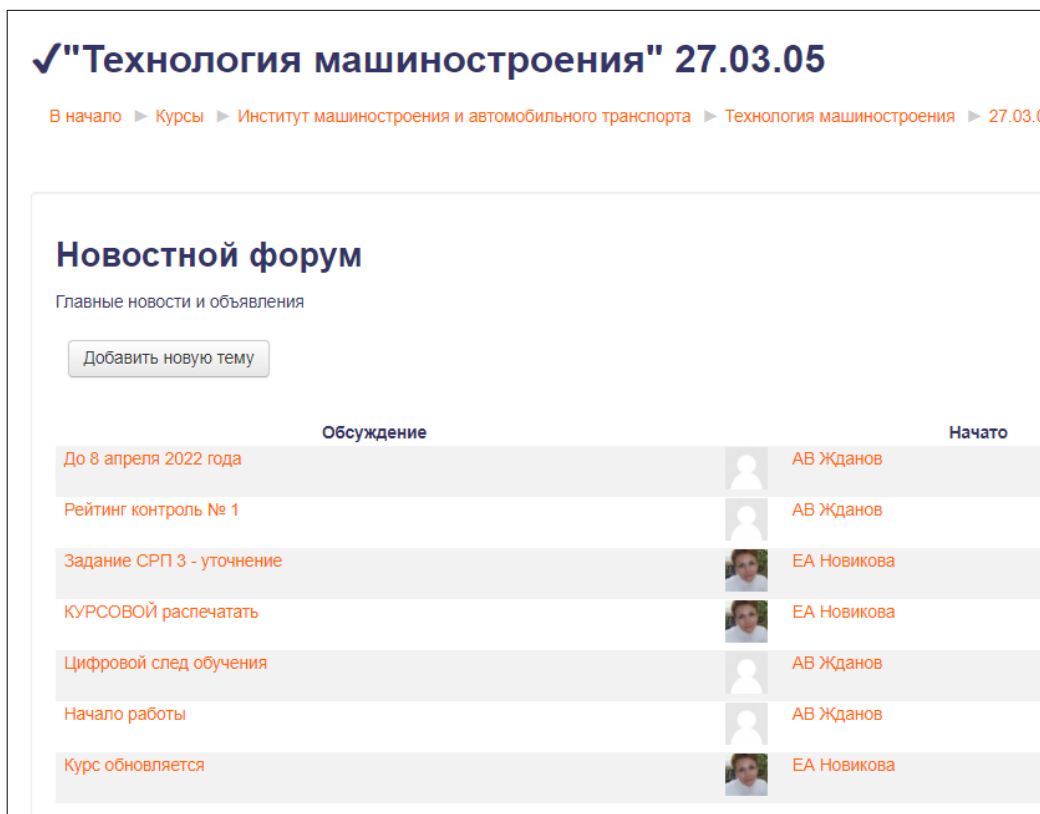 ✓"Технология машиностроения" 27.03.05
В начало ► Курсы ► Институт машиностроения и автомобильного транспорта ► Технология машиностроения ► 27.03.
Новостной форум
Главные новости и объявления
Добавить новую тему
Обсуждение Начато
До 8 апреля 2022 года АВ Жданов
Рейтинг контроль № 1 АВ Жданов
Задание СРП 3 - уточнение ЕА Новикова
КУРСОВОЙ распечатать ЕА Новикова
Цифровой след обучения АВ Жданов
Начало работы АВ Жданов
Курс обновляется ЕА Новикова